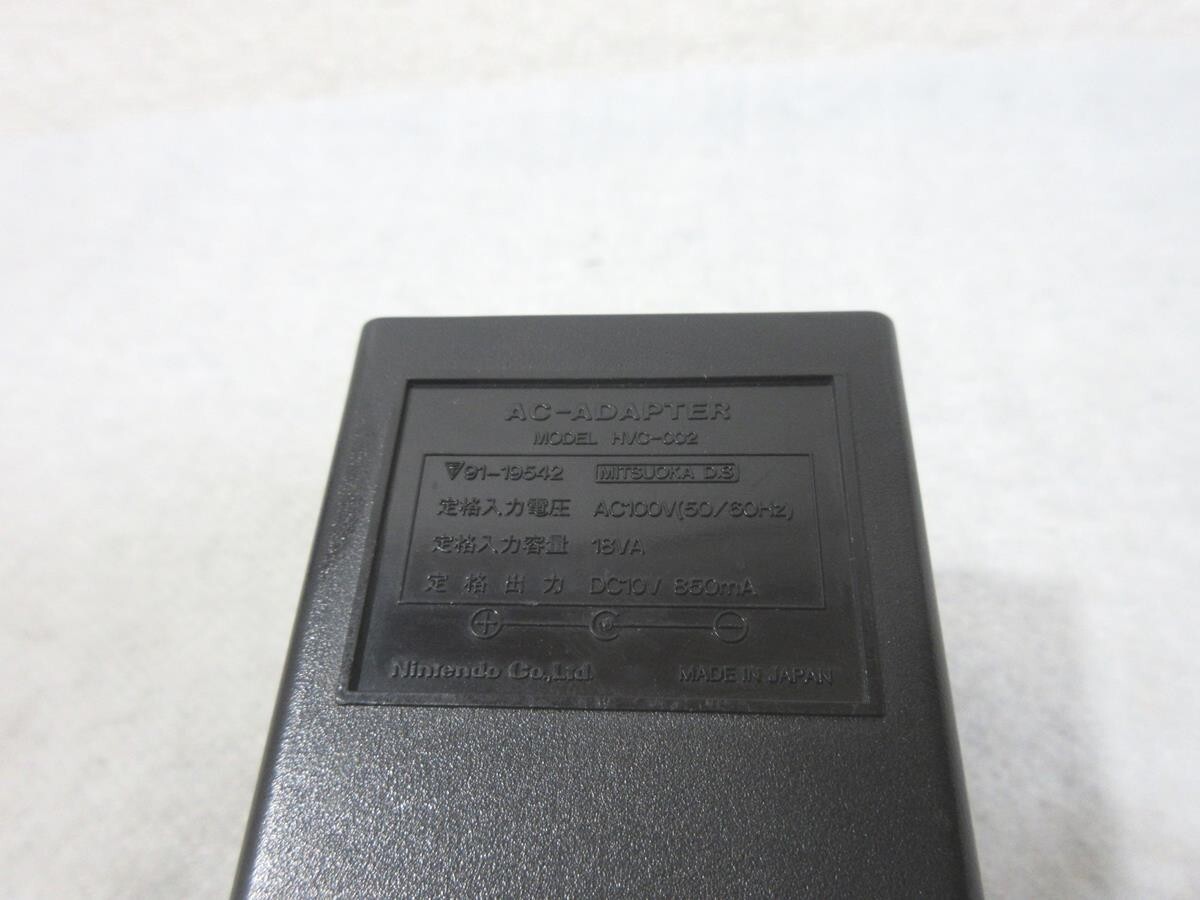 AC-ADAPTER
MODEL HVC-002
91-19542 MITSUOKA D.S
定格入力電圧 AC100V(50/60Hz)
定格入力容量 18VA
定格出力 DC10V 850mA
Nintendo Co.,Ltd. MADE IN JAPAN